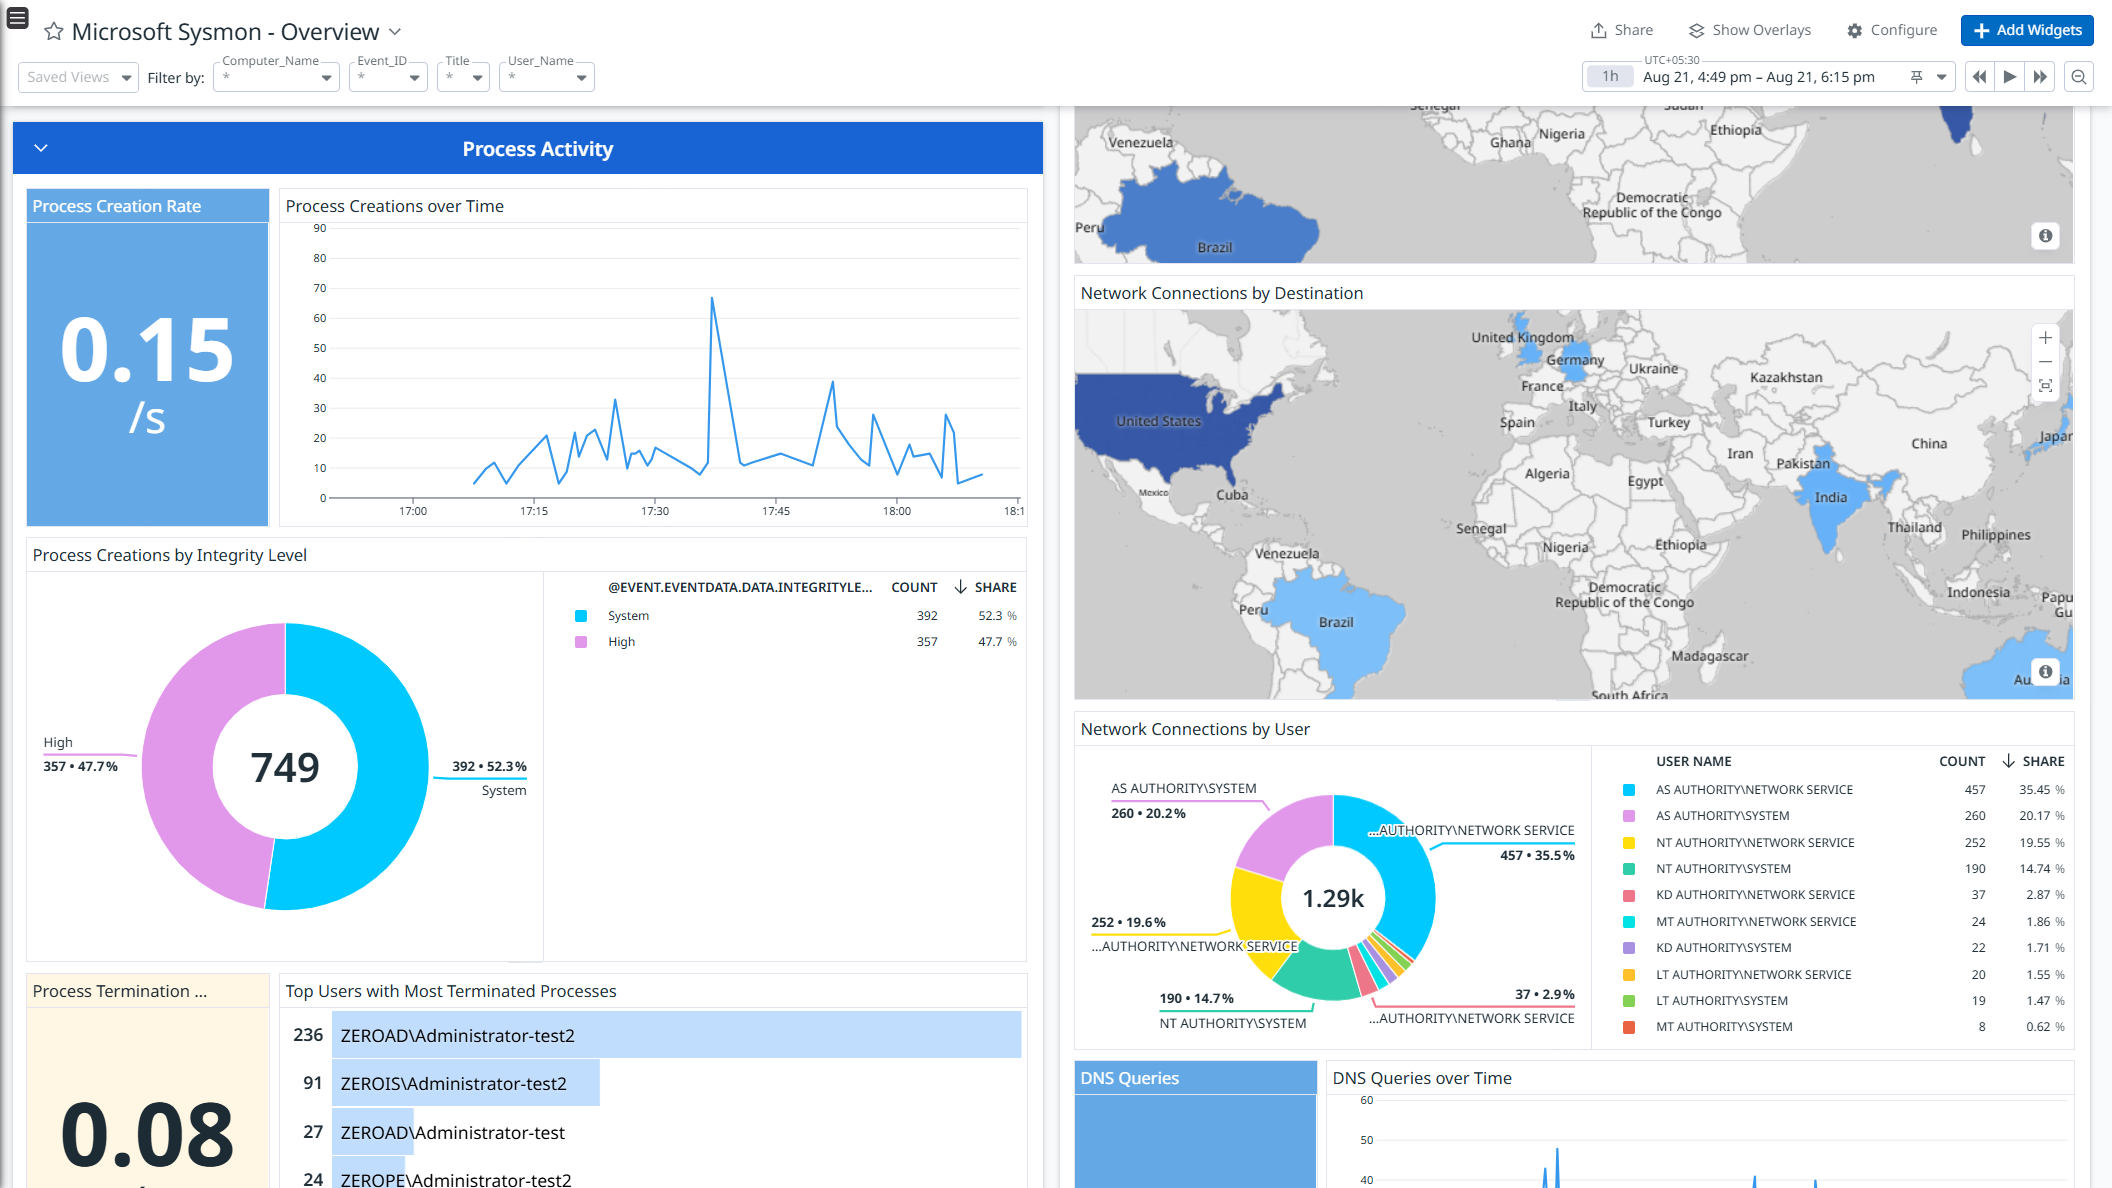 Microsoft Sysmon - Overview
Share
Show Overlays
Configure
Add Widgets
Saved Views
Filter by:
Computer_Name
*
Event_ID
*
Title
*
User_Name
*
UTC+05:30
1h
Aug 21, 4:49 pm – Aug 21, 6:15 pm
Process Activity
Process Creation Rate
0.15
/s
Process Creations over Time
90
80
70
60
50
40
30
20
10
0
17:00
17:15
17:30
17:45
18:00
18:1
Process Creations by Integrity Level
High
357 • 47.7%
749
392 • 52.3%
System
@EVENT.EVENTDATA.DATA.INTEGRITYLE... COUNT SHARE
System 392 52.3 %
High 357 47.7 %
Process Termination ...
0.08
Top Users with Most Terminated Processes
236 ZEROAD\Administrator-test2
91 ZEROIS\Administrator-test2
27 ZEROAD\Administrator-test
24 ZEROPE\Administrator-test2
Senegal
Sudan
Venezuela
Ghana
Nigeria
Ethiopia
Democratic
Republic of the Congo
Peru
Brazil
Network Connections by Destination
United Kingdom
Germany
Ukraine
Kazakhstan
France
Italy
Spain
Turkey
United States
China
Japan
Iran
Pakistan
Algeria
Egypt
India
Mexico
Cuba
Senegal
Thailand
Philippines
Nigeria
Ethiopia
Venezuela
Democratic
Republic of the Congo
Indonesia
Papu
Gu
Peru
Brazil
Madagascar
South Africa
Au
ia
Network Connections by User
AS AUTHORITY\SYSTEM
260 • 20.2%
...AUTHORITY\NETWORK SERVICE
457 • 35.5%
1.29k
252 • 19.6%
...AUTHORITY\NETWORK SERVICE
190 • 14.7%
NT AUTHORITY\SYSTEM
37 • 2.9%
...AUTHORITY\NETWORK SERVICE
USER NAME COUNT SHARE
AS AUTHORITY\NETWORK SERVICE 457 35.45 %
AS AUTHORITY\SYSTEM 260 20.17 %
NT AUTHORITY\NETWORK SERVICE 252 19.55 %
NT AUTHORITY\SYSTEM 190 14.74 %
KD AUTHORITY\NETWORK SERVICE 37 2.87 %
MT AUTHORITY\NETWORK SERVICE 24 1.86 %
KD AUTHORITY\SYSTEM 22 1.71 %
LT AUTHORITY\NETWORK SERVICE 20 1.55 %
LT AUTHORITY\SYSTEM 19 1.47 %
MT AUTHORITY\SYSTEM 8 0.62 %
DNS Queries
DNS Queries over Time
60
50
40